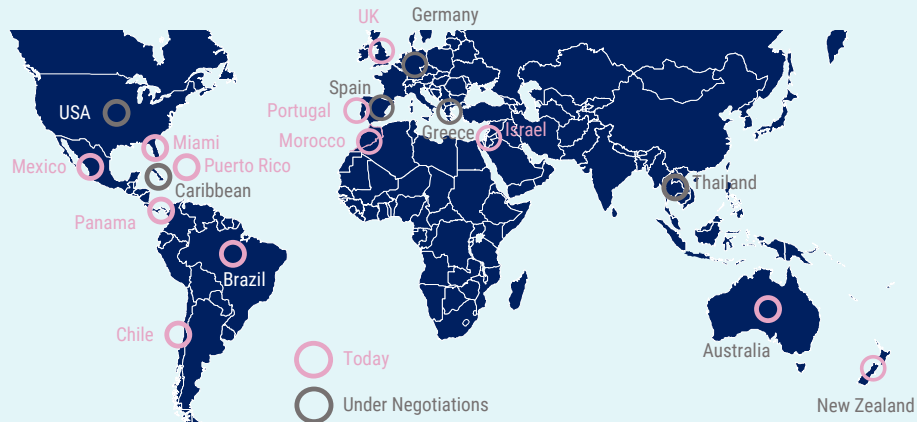 UK
Germany
Spain
USA
Portugal
Greece
Israel
Miami
Morocco
Mexico
Puerto Rico
Caribbean
Thailand
Panama
Brazil
Chile
Australia
Today
Under Negotiations
New Zealand